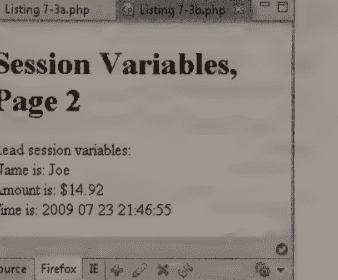 Listing 7-3a.php Listing 7-3b.php
Session Variables,
Page 2
ead session variables:
Name is: Joe
Amount is: $14.92
Time is: 2009 07 23 21:46:55
ource Firefox IE